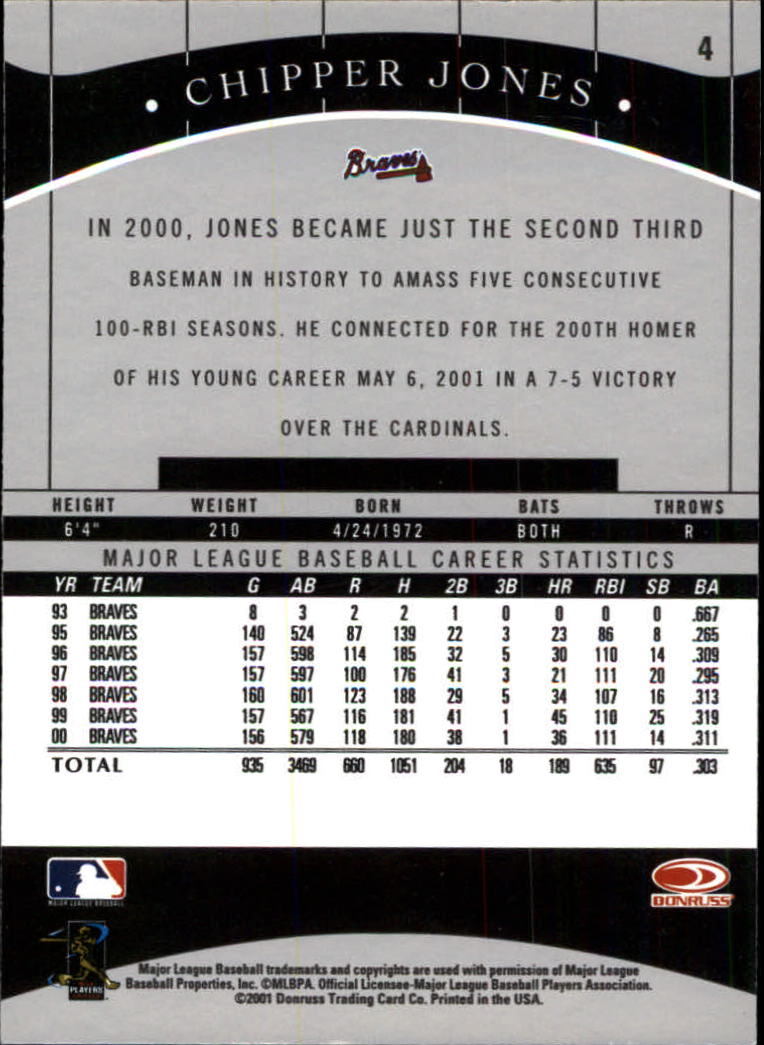 4
CHIPPER JONES
Braves
IN 2000, JONES BECAME JUST THE SECOND THIRD
BASEMAN IN HISTORY TO AMASS FIVE CONSECUTIVE
100-RBI SEASONS. HE CONNECTED FOR THE 200TH HOMER
OF HIS YOUNG CAREER MAY 6, 2001 IN A 7-5 VICTORY
OVER THE CARDINALS.
HEIGHT WEIGHT BORN BATS THROWS
6'4" 210 4/24/1972 BOTH R
MAJOR LEAGUE BASEBALL CAREER STATISTICS
YR TEAM G AB R H 2B 3B HR RBI SB BA
93 BRAVES 8 3 2 2 1 0 0 0 0 .667
95 BRAVES 140 524 87 139 22 3 23 86 8 .265
96 BRAVES 157 598 114 185 32 5 30 110 14 .309
97 BRAVES 157 597 100 176 41 3 21 111 20 .295
98 BRAVES 160 601 123 188 29 5 34 107 16 .313
99 BRAVES 157 567 116 181 41 1 45 110 25 .319
00 BRAVES 156 579 118 180 38 1 36 111 14 .311
TOTAL 935 3469 660 1051 204 18 189 635 97 .303
MAJOR LEAGUE BASEBALL
DONRUSS
PLAYERS
Major League Baseball trademarks and copyrights are used with permission of Major League
Baseball Properties, Inc. ©MLBPA. Official Licensee-Major League Baseball Players Association.
©2001 Donruss Trading Card Co. Printed in the USA.